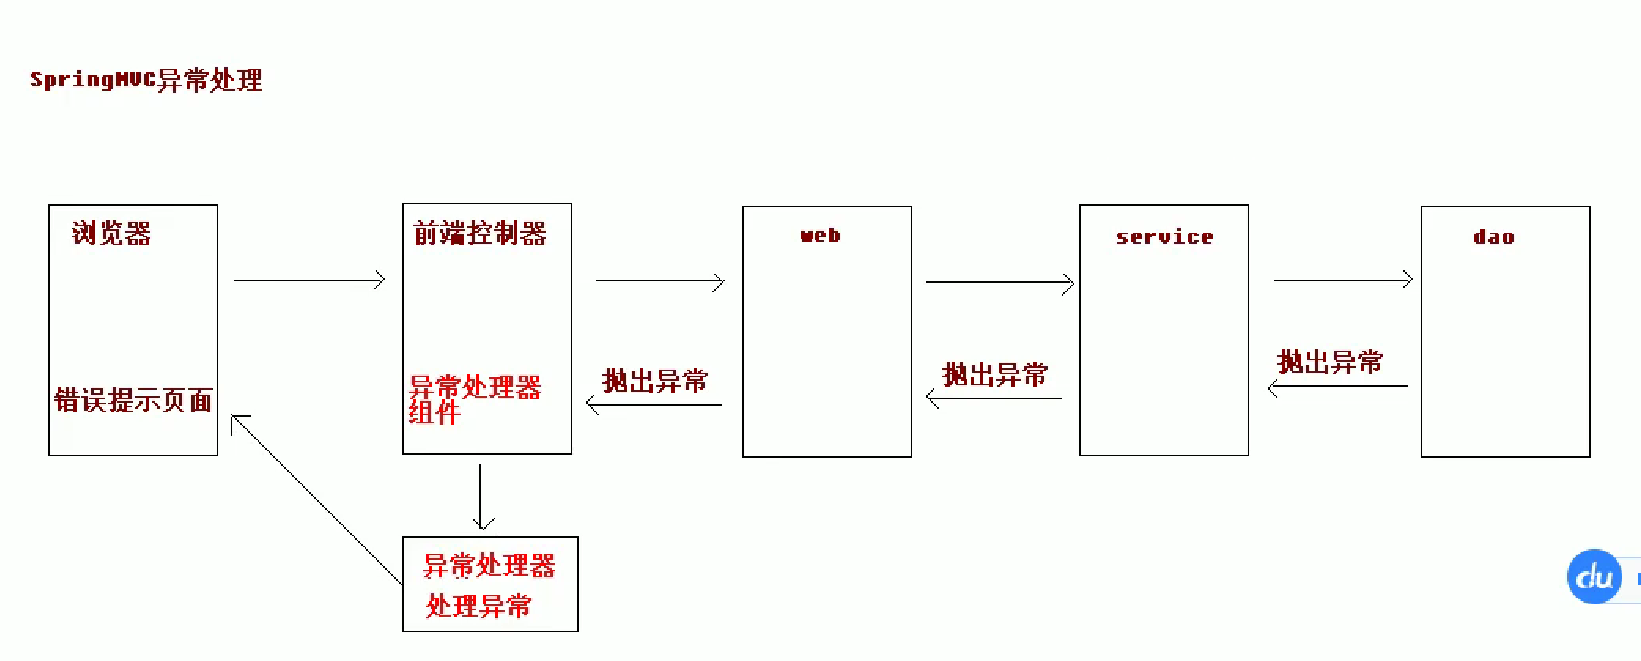 SpringMVC异常处理
浏览器
前端控制器
web
service
dao
抛出异常
抛出异常
抛出异常
错误提示页面
异常处理器
组件
异常处理器
处理异常
du